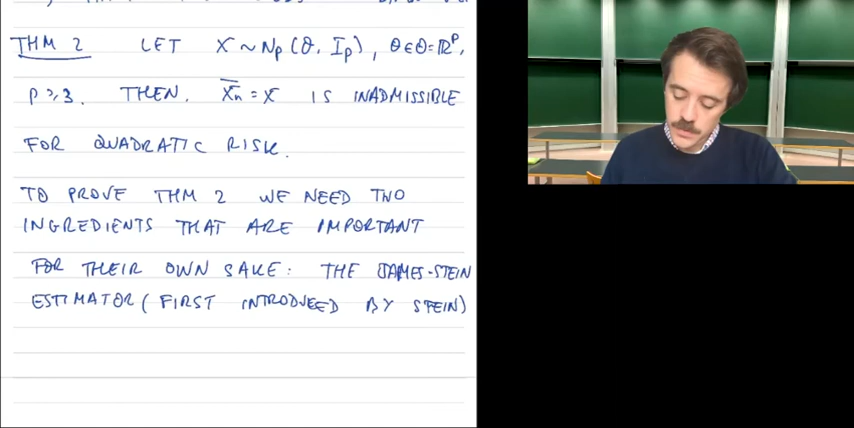 THM 2 LET X ~ Np (θ, Ip), θ ∈ Θ = ℝᵖ,
p ≥ 3. THEN. X̄n = X IS INADMISSIBLE
FOR QUADRATIC RISK.
TO PROVE THM 2 WE NEED TWO
INGREDIENTS THAT ARE IMPORTANT
FOR THEIR OWN SAKE: THE JAMES-STEIN
ESTIMATOR (FIRST INTRODUCED BY STEIN)